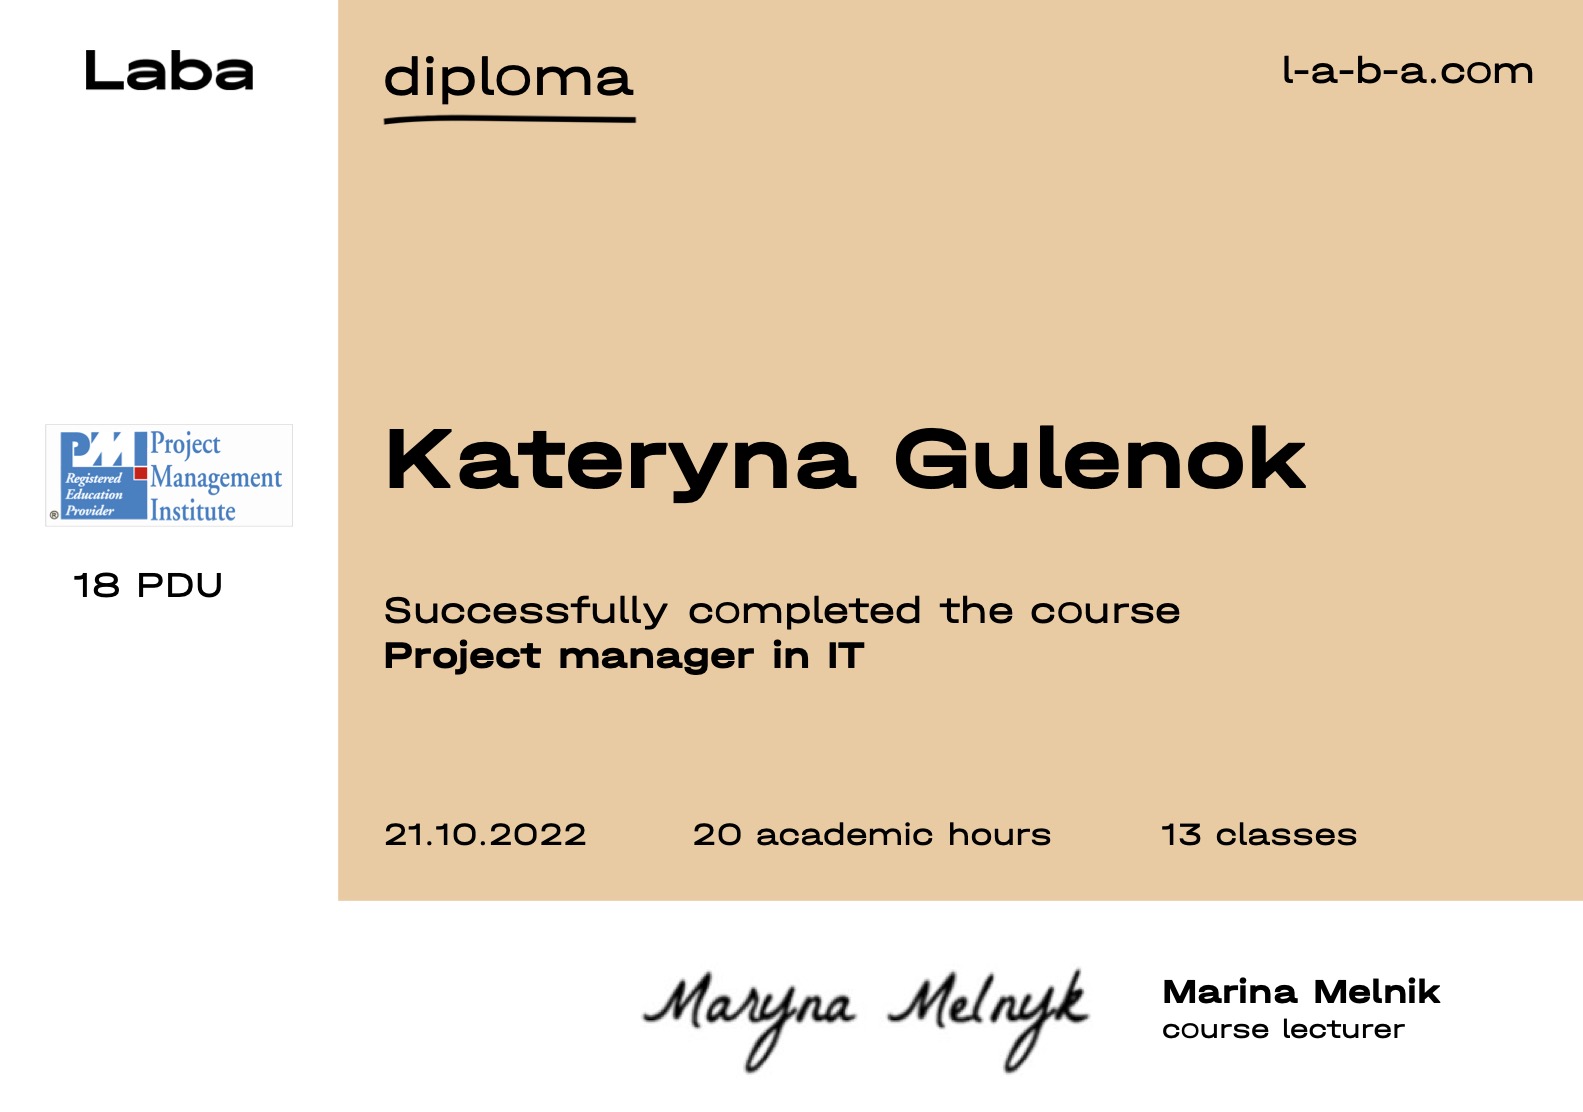 Laba
diploma
l-a-b-a.com
PMI
Registered
Education
Provider
®
Project
Management
Institute
18 PDU
Kateryna Gulenok
Successfully completed the course
Project manager in IT
21.10.2022
20 academic hours
13 classes
Maryna Melnyk
Marina Melnik
course lecturer